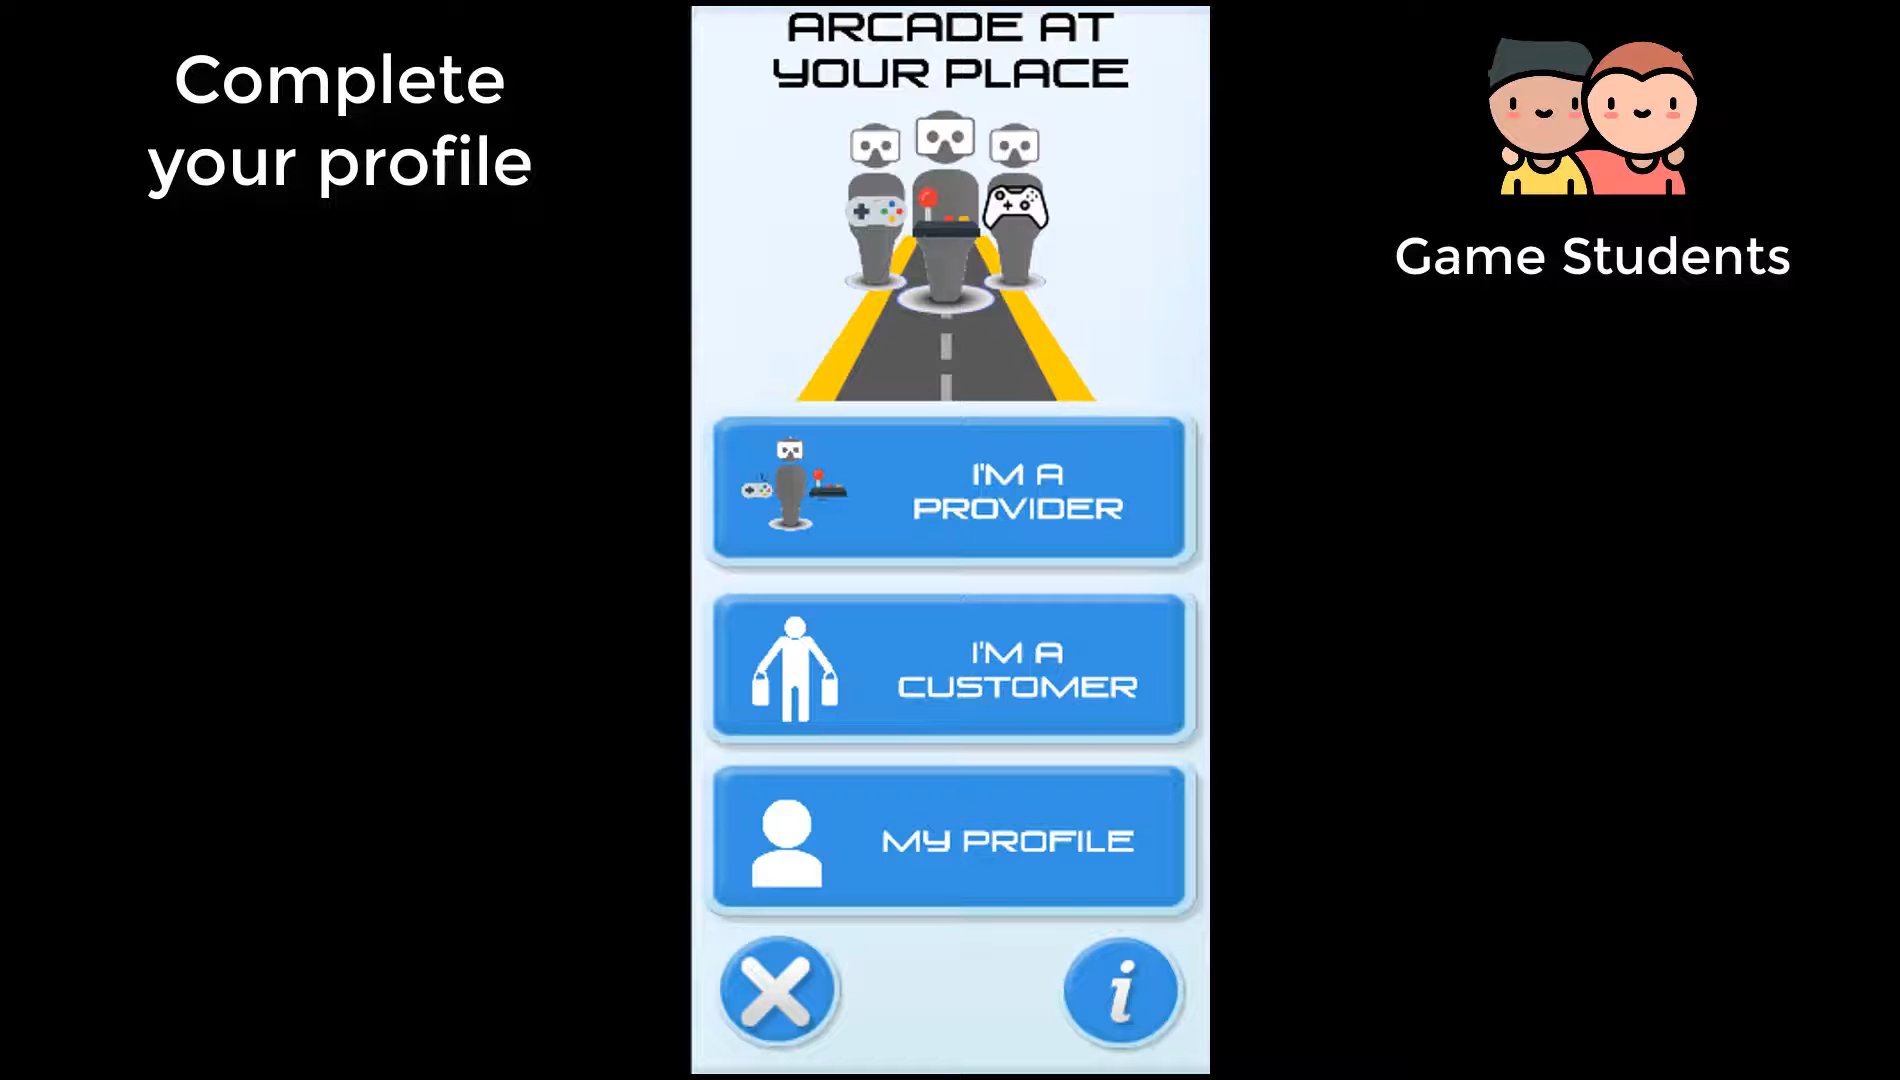 Complete
your profile
ARCADE AT
YOUR PLACE
Game Students
I'M A
PROVIDER
I'M A
CUSTOMER
MY PROFILE
i